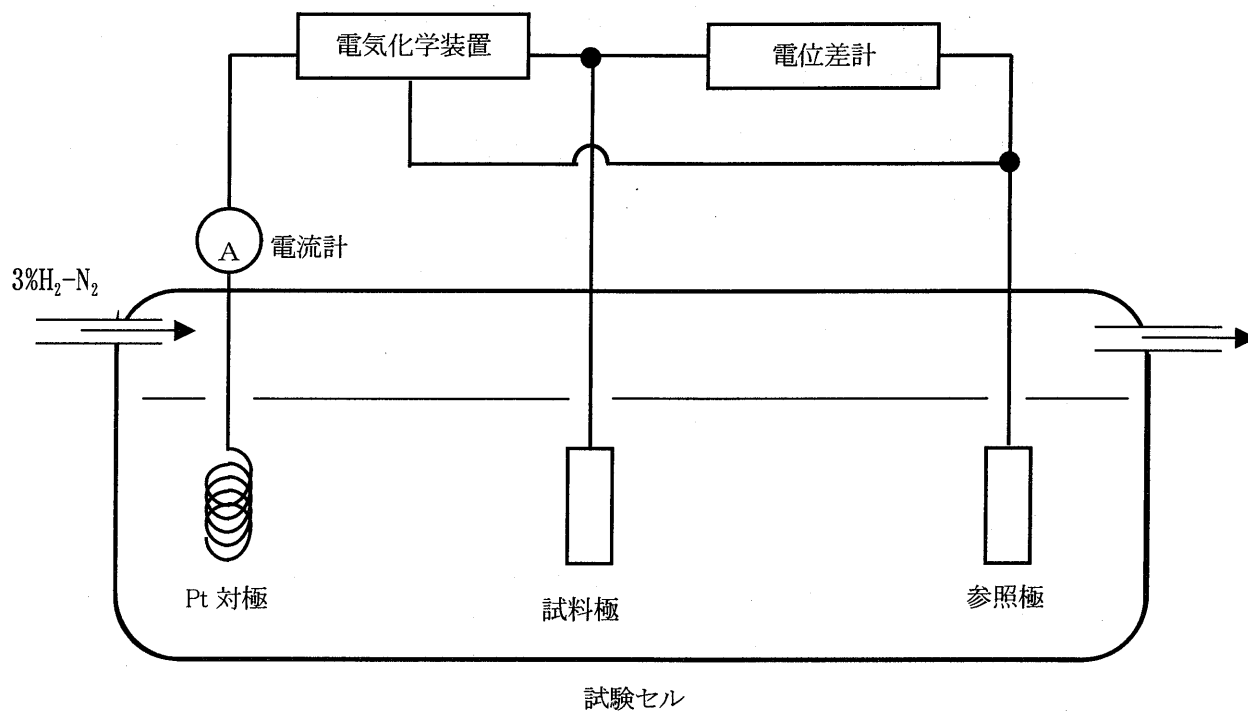 電気化学装置
電位差計
A
電流計
3%H₂-N₂
Pt 対極
試料極
参照極
試験セル